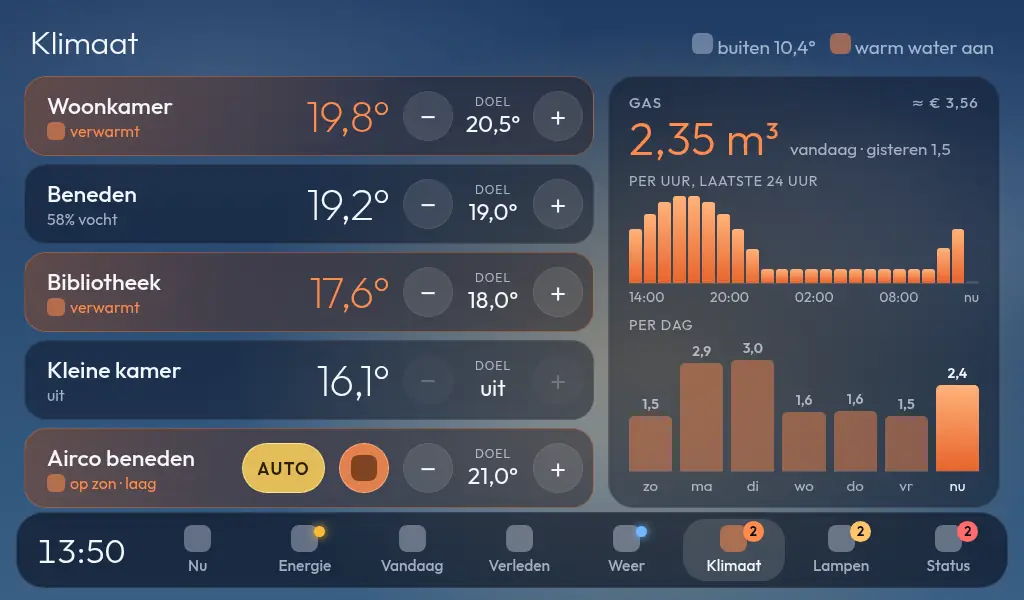 Klimaat
buiten 10,4° warm water aan
Woonkamer
verwarmt
19,8°
−
DOEL
20,5°
+
Beneden
58% vocht
19,2°
−
DOEL
19,0°
+
Bibliotheek
verwarmt
17,6°
−
DOEL
18,0°
+
Kleine kamer
uit
16,1°
−
DOEL
uit
+
Airco beneden
op zon · laag
AUTO
−
DOEL
21,0°
+
GAS ≈ € 3,56
2,35 m³ vandaag · gisteren 1,5
PER UUR, LAATSTE 24 UUR
14:00 20:00 02:00 08:00 nu
PER DAG
1,5 2,9 3,0 1,6 1,6 1,5 2,4
zo ma di wo do vr nu
13:50
Nu
Energie
Vandaag
Verleden
Weer
2
Klimaat
2
Lampen
2
Status